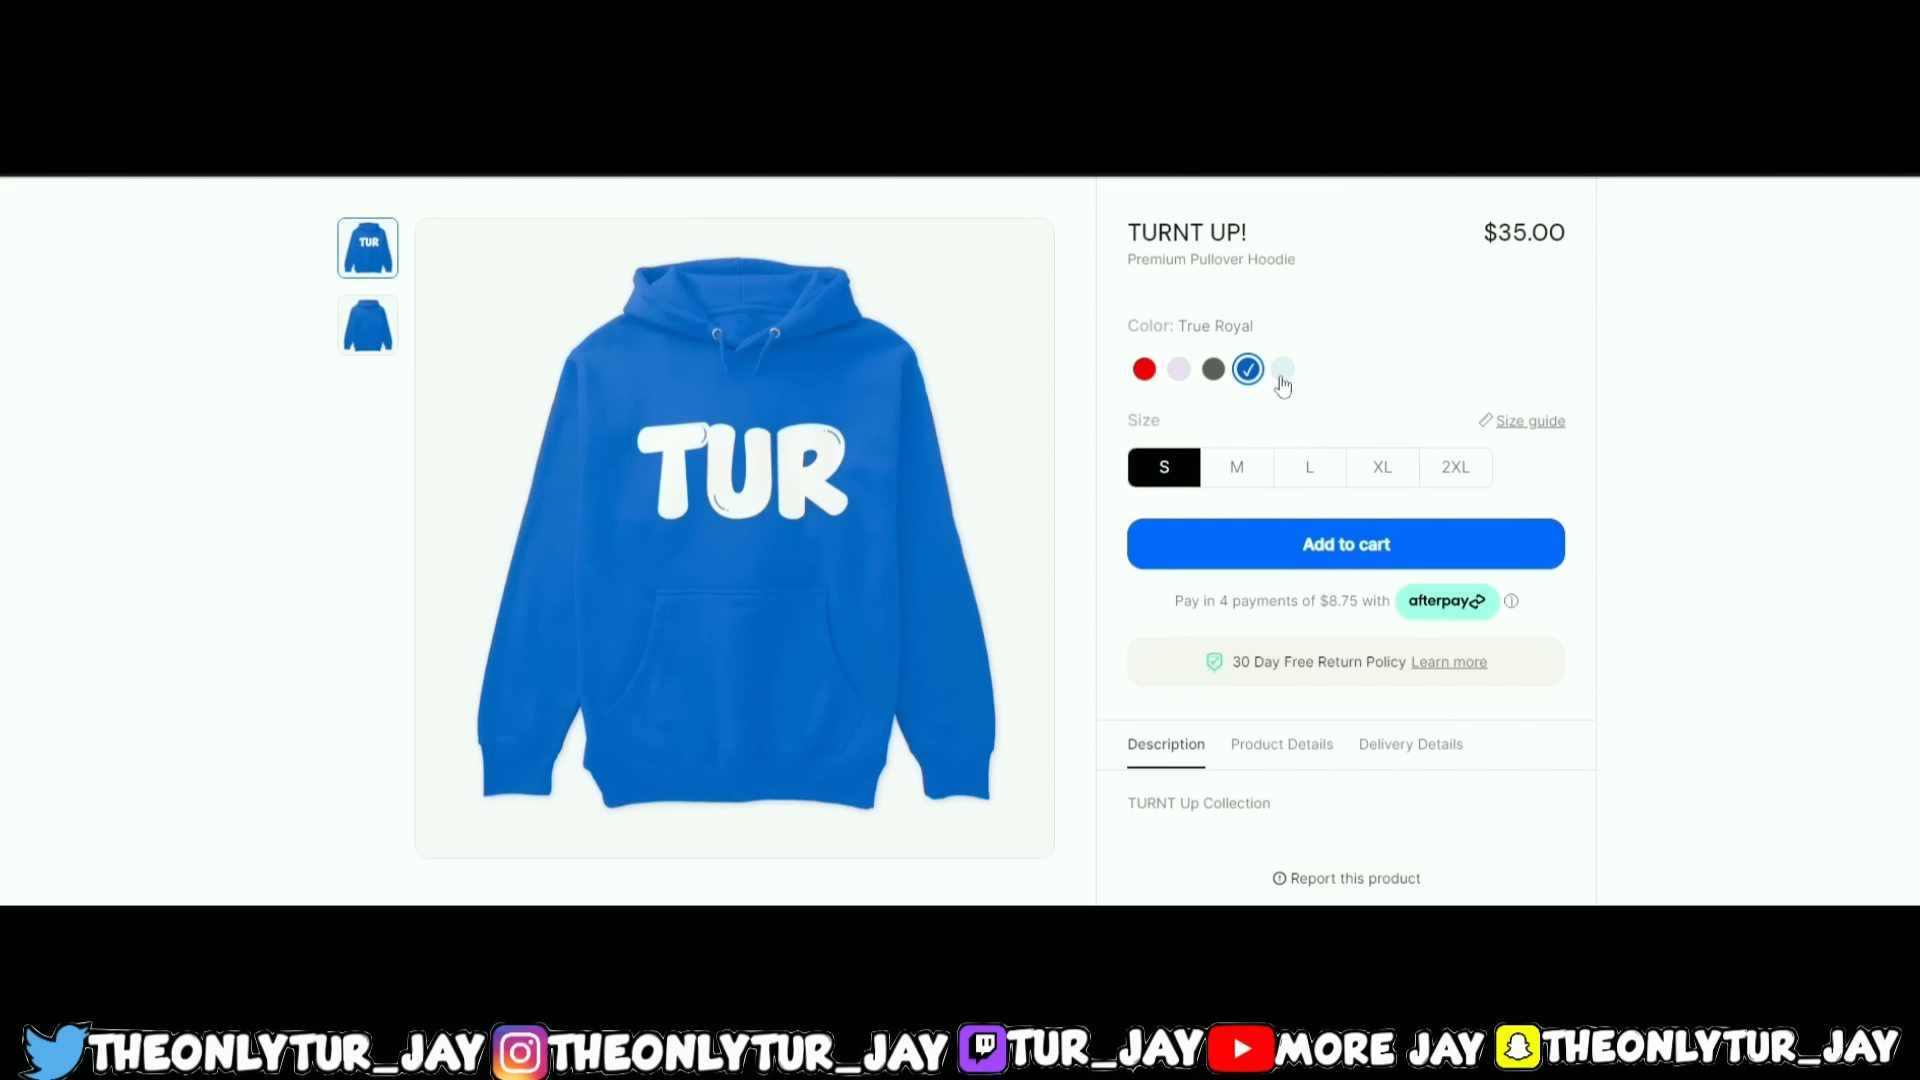 TUR
TUR
TURNT UP!
$35.00
Premium Pullover Hoodie
Color: True Royal
Size
Size guide
S
M
L
XL
2XL
Add to cart
Pay in 4 payments of $8.75 with afterpay
30 Day Free Return Policy Learn more
Description
Product Details
Delivery Details
TURNT Up Collection
Report this product
THEONLYTUR_JAY
THEONLYTUR_JAY
TUR_JAY
MORE JAY
THEONLYTUR_JAY